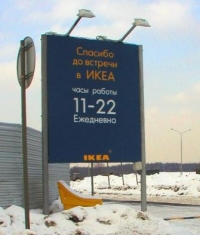 Спасибо
до встречи
в ИКЕА
часы работы
11-22
Ежедневно
IKEA